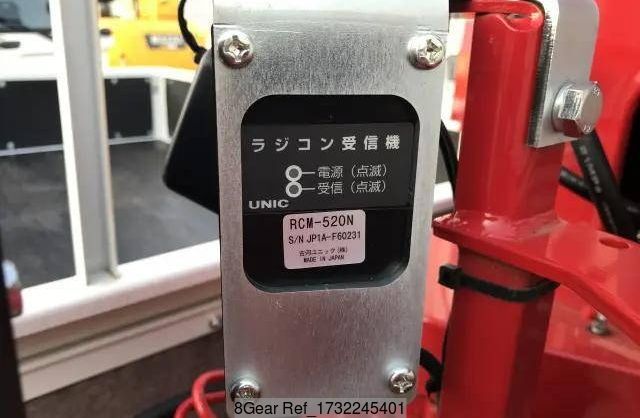 ラジコン受信機
電源（点滅）
受信（点滅）
UNIC
RCM-520N
S/N JP1A-F60231
古河ユニック(株)
MADE IN JAPAN
8Gear Ref_1732245401